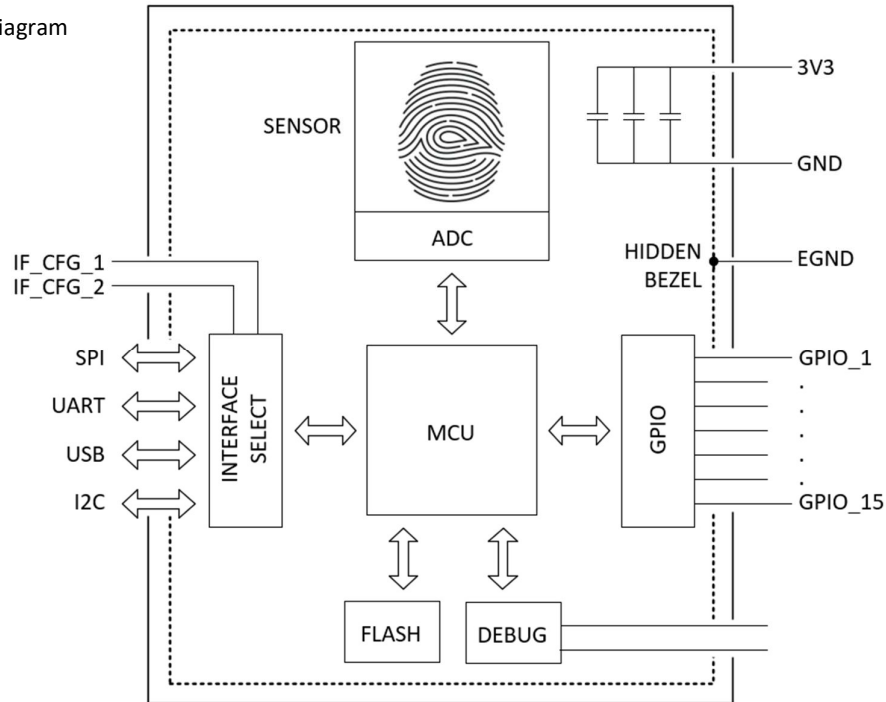 iagram
3V3
SENSOR
GND
ADC
HIDDEN
BEZEL
EGND
IF_CFG_1
IF_CFG_2
SPI
UART
USB
I2C
INTERFACE
SELECT
MCU
GPIO
GPIO_1
.
.
.
.
.
GPIO_15
FLASH
DEBUG